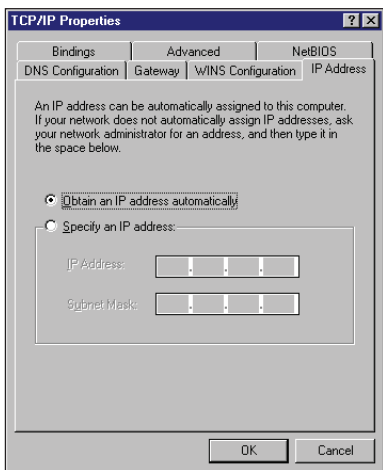 TCP/IP Properties
Bindings Advanced NetBIOS
DNS Configuration Gateway WINS Configuration IP Address
An IP address can be automatically assigned to this computer.
If your network does not automatically assign IP addresses, ask
your network administrator for an address, and then type it in
the space below.
Obtain an IP address automatically
Specify an IP address:
IP Address:
Subnet Mask:
OK Cancel